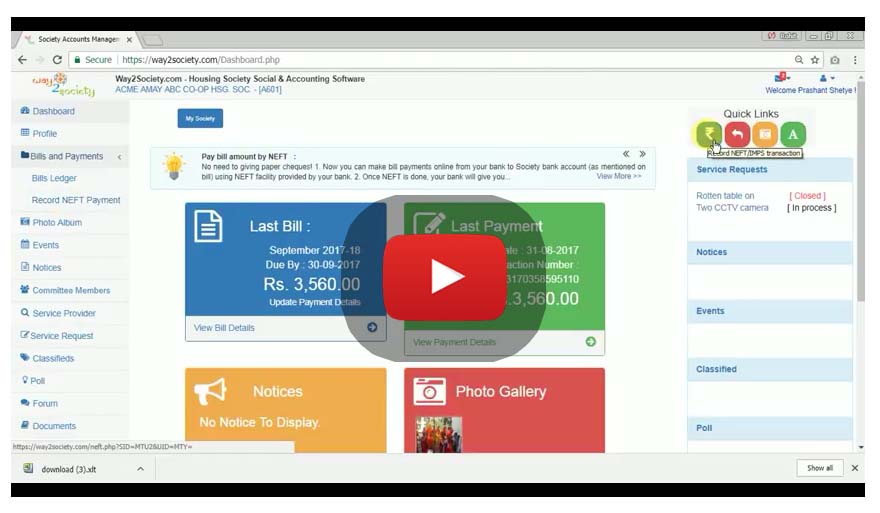 Society Accounts Managem
Rohit
Secure
https://way2society.com/Dashboard.php
way
2society
Way2Society.com - Housing Society Social & Accounting Software
ACME AMAY ABC CO-OP HSG. SOC. - [A601]
Welcome Prashant Shetye !
Dashboard
Profile
Bills and Payments
Bills Ledger
Record NEFT Payment
Photo Album
Events
Notices
Committee Members
Service Provider
Service Request
Classifieds
Poll
Forum
Documents
My Society
Pay bill amount by NEFT :
No need to giving paper cheques! 1. Now you can make bill payments online from your bank to Society bank account (as mentioned on
bill) using NEFT facility provided by your bank. 2. Once NEFT is done, your bank will give you...
View More >>
Last Bill :
September 2017-18
Due By : 30-09-2017
Rs. 3,560.00
Update Payment Details
View Bill Details
Last Payment
: 31-08-2017
Number :
3170358595110
3,560.00
View Payment Details
Notices
No Notice To Display.
Photo Gallery
Quick Links
₹
A
Record NEFT/IMPS transaction
Service Requests
Rotten table on [ Closed ]
Two CCTV camera [ In process ]
Notices
Events
Classified
Poll
https://way2society.com/neft.php?SID=MTU2&UID=MTY=
download (3).xlt
Show all